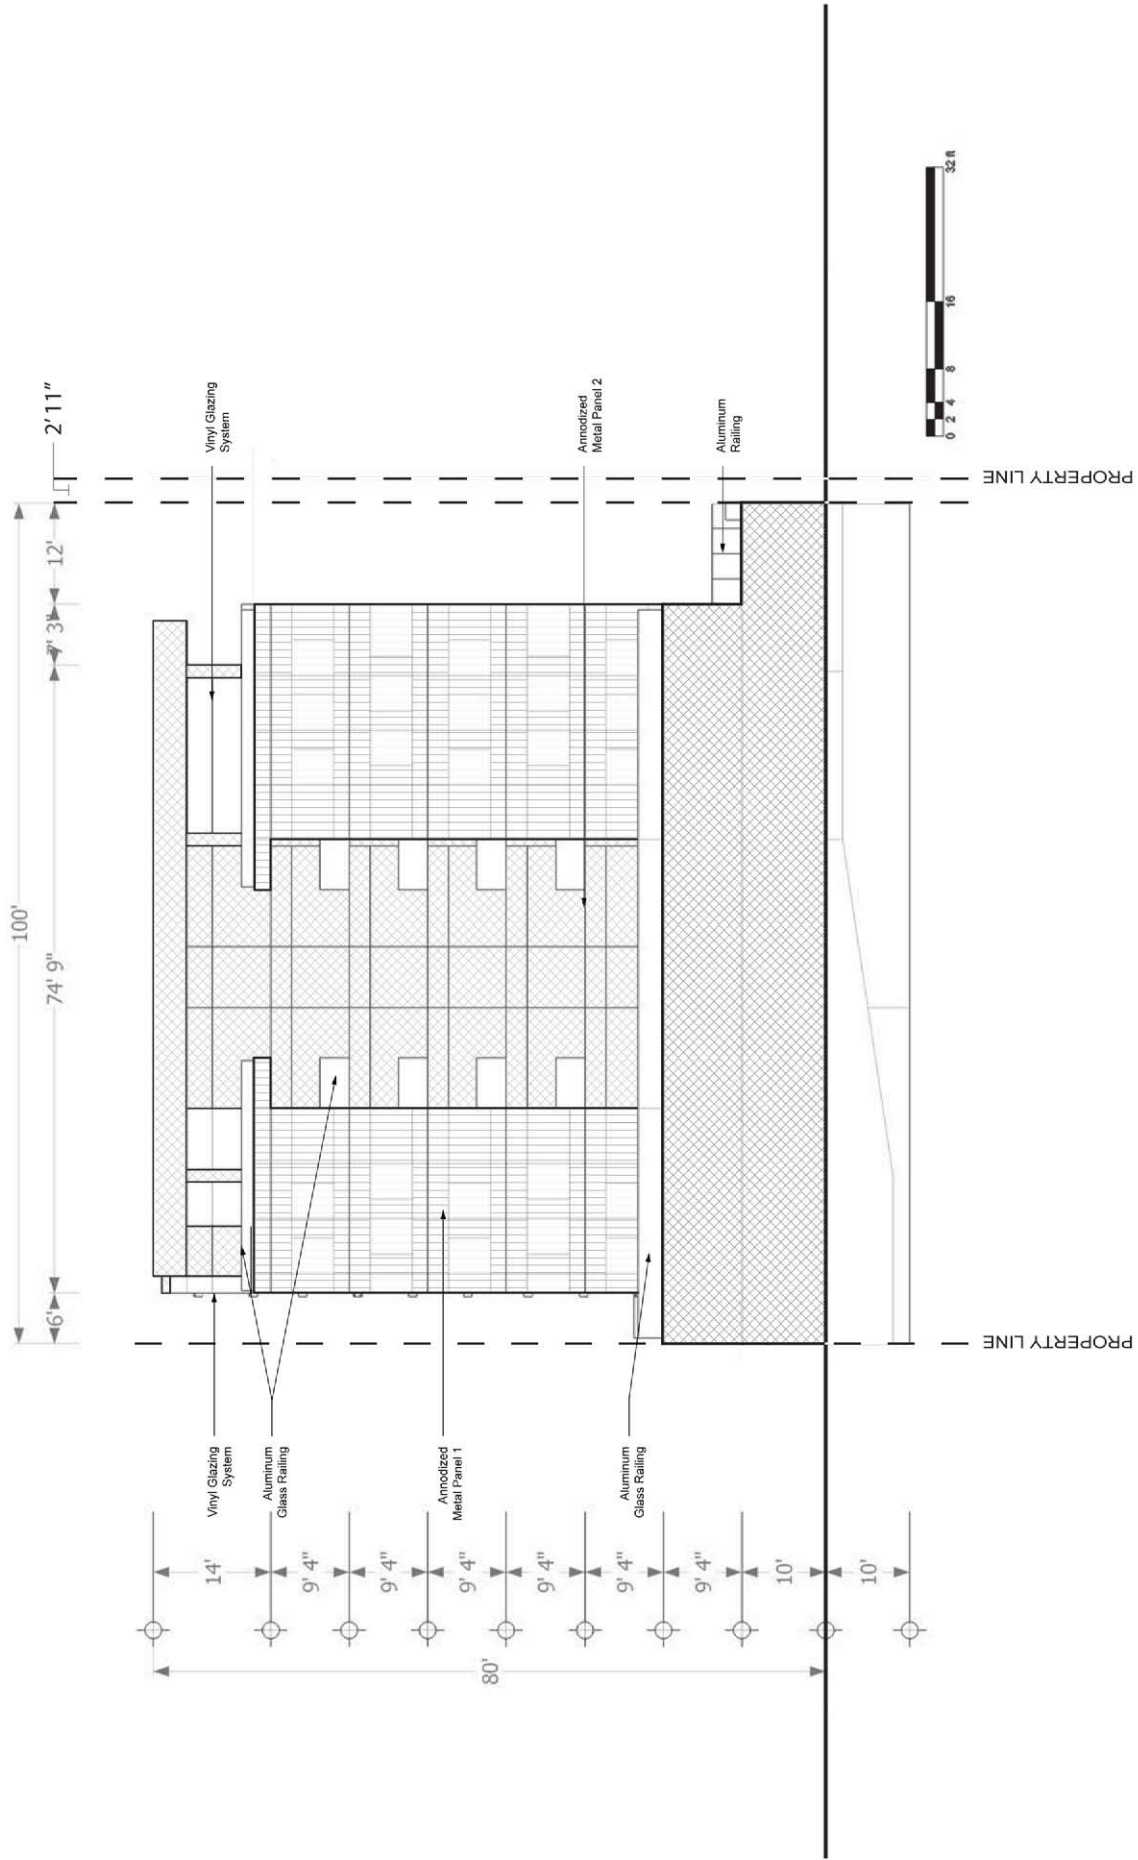 100'
6'
74' 9"
7' 3"
12'
2' 11"
Vinyl Glazing
System
Annodized
Metal Panel 2
Aluminum
Railing
Vinyl Glazing
System
Aluminum
Glass Railing
Annodized
Metal Panel 1
Aluminum
Glass Railing
80'
14'
9' 4"
9' 4"
9' 4"
9' 4"
9' 4"
9' 4"
10'
10'
PROPERTY LINE
PROPERTY LINE
0 2 4 8 16 32 ft